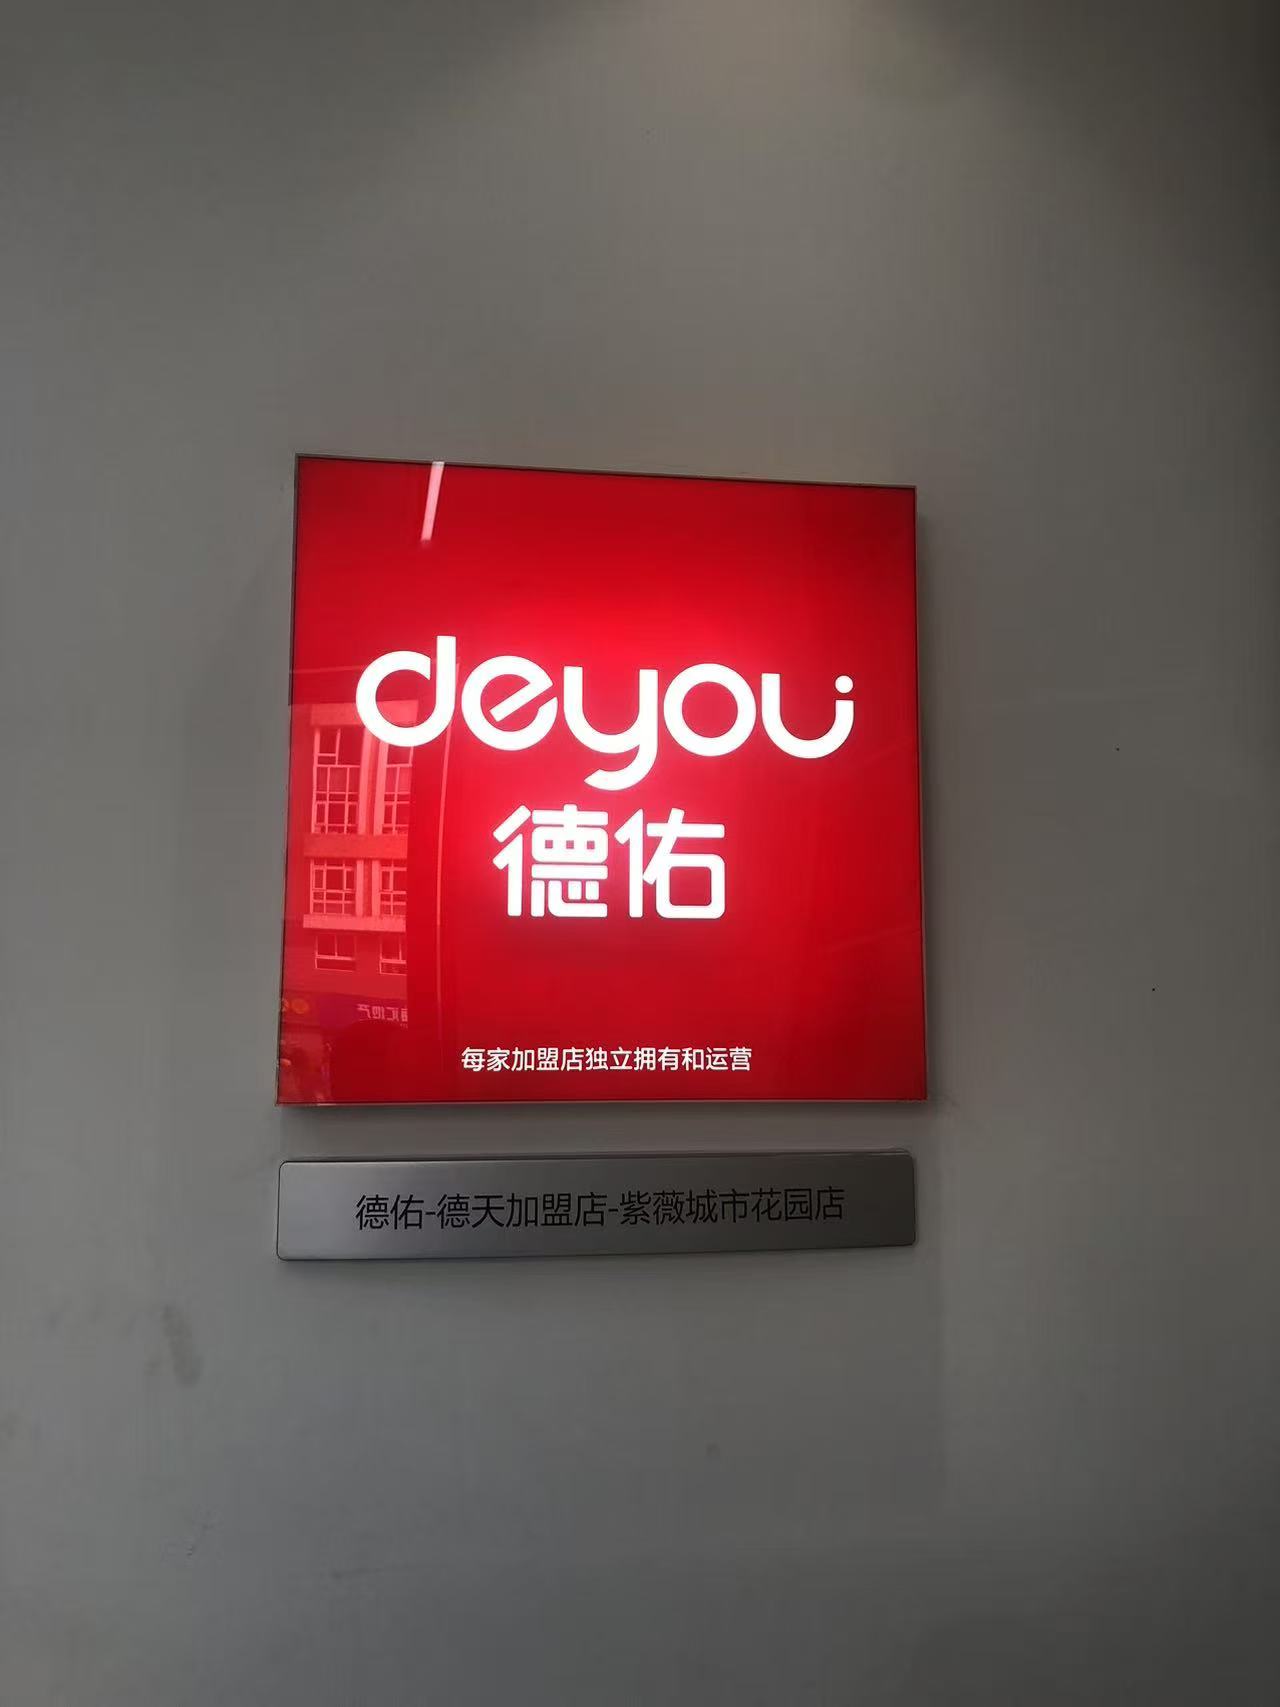 deyou
德佑
每家加盟店独立拥有和运营
德佑-德天加盟店-紫薇城市花园店